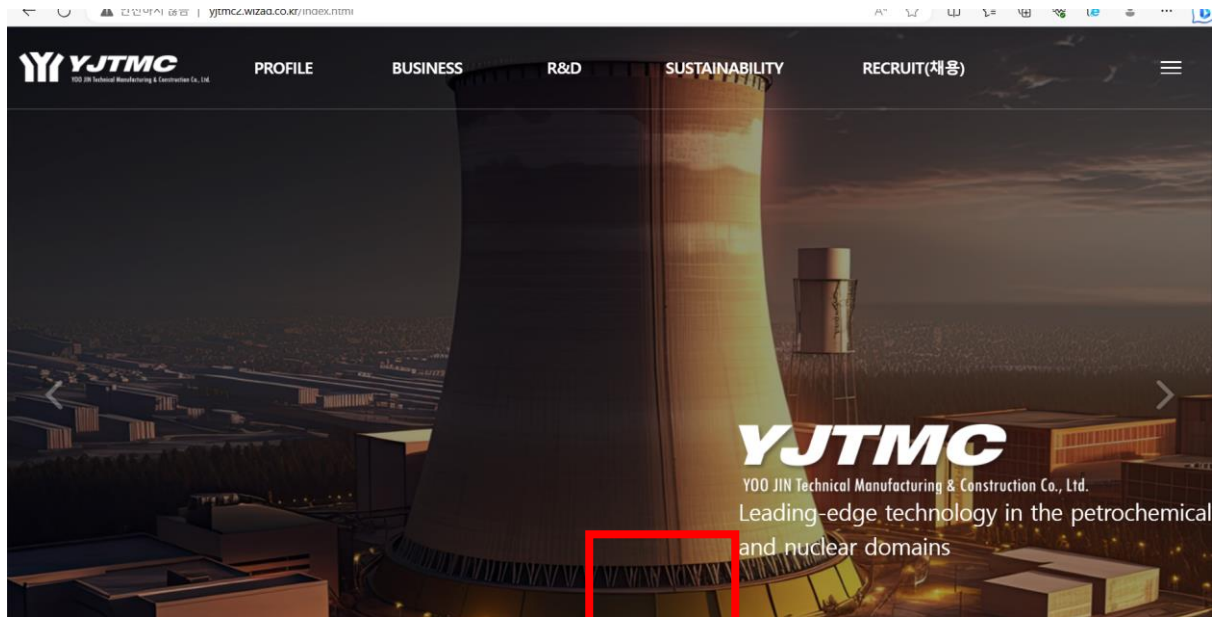 yjtmc2.wizad.co.kr/index.html
YJTMC
YOO JIN Technical Manufacturing & Construction Co., Ltd.
PROFILE
BUSINESS
R&D
SUSTAINABILITY
RECRUIT(채용)
YJTMC
YOO JIN Technical Manufacturing & Construction Co., Ltd.
Leading-edge technology in the petrochemical
and nuclear domains